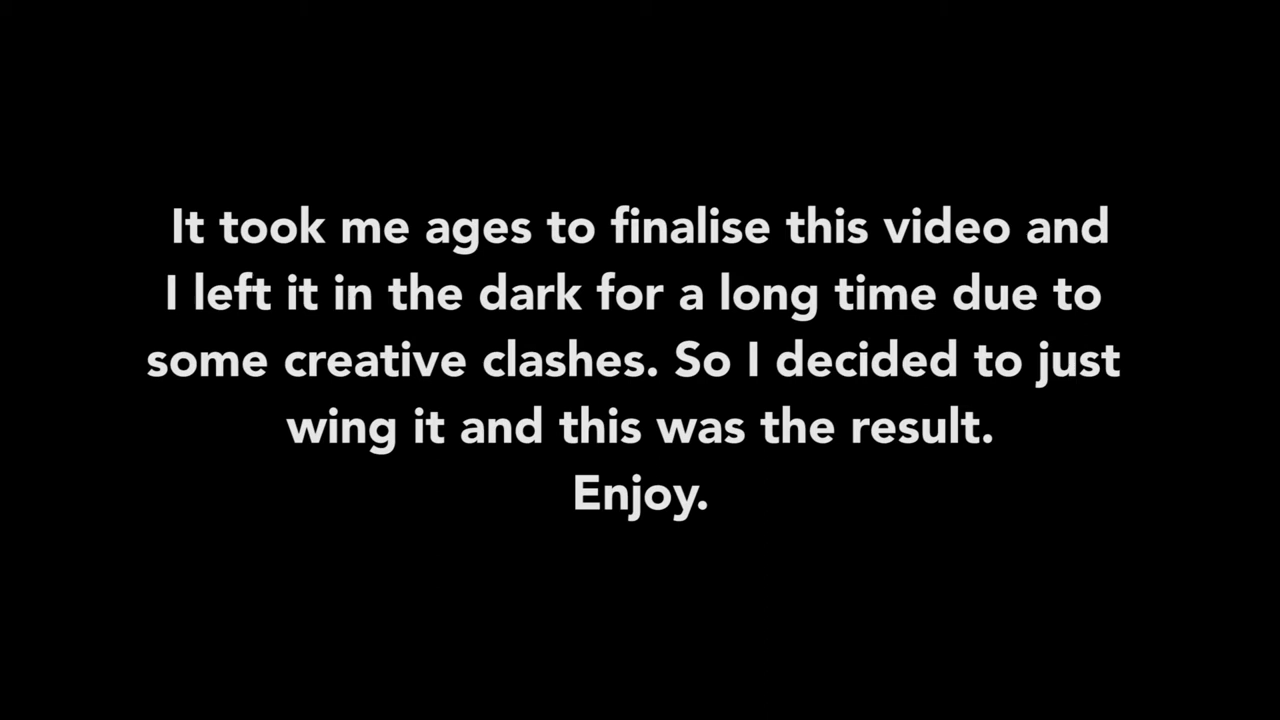 It took me ages to finalise this video and
I left it in the dark for a long time due to
some creative clashes. So I decided to just
wing it and this was the result.
Enjoy.